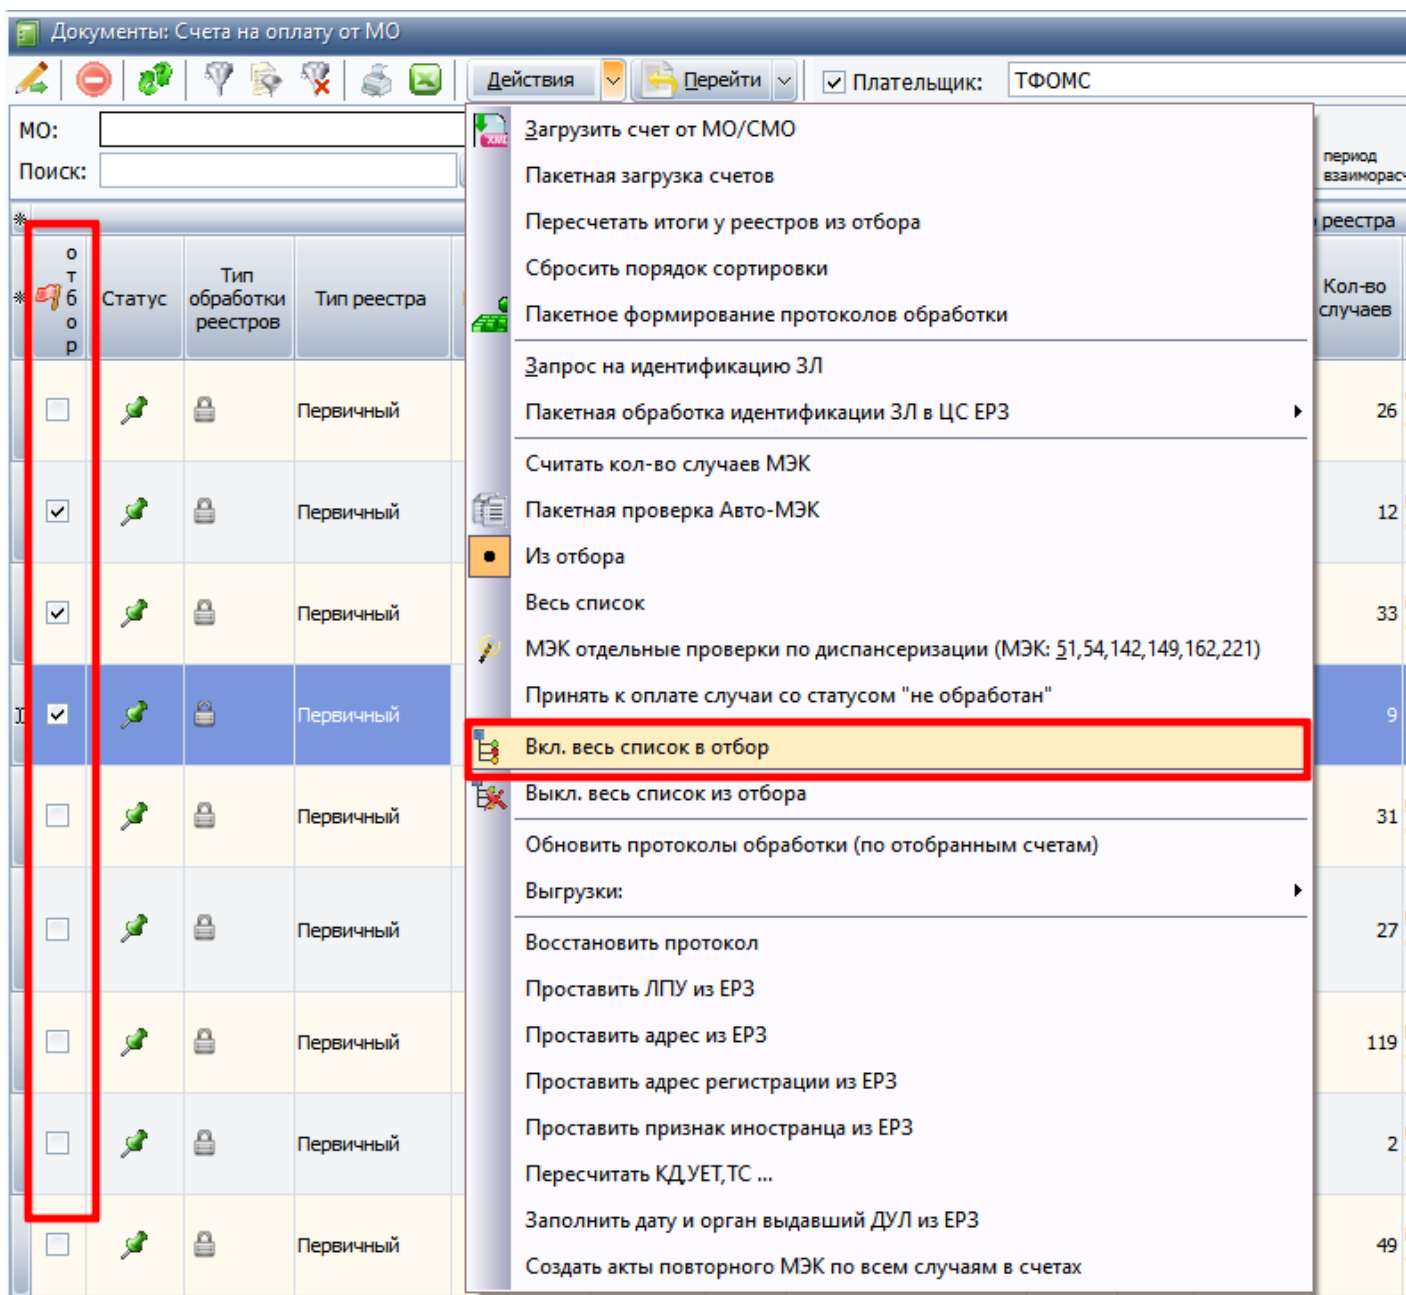 Документы: Счета на оплату от МО
Действия
Перейти
Плательщик:
ТФОМС
МО:
Поиск:
период
взаиморас
реестра
отбор
Статус
Тип
обработки
реестров
Тип реестра
Кол-во
случаев
XML
Загрузить счет от МО/СМО
Пакетная загрузка счетов
Пересчетать итоги у реестров из отбора
Сбросить порядок сортировки
Пакетное формирование протоколов обработки
Запрос на идентификацию ЗЛ
Пакетная обработка идентификации ЗЛ в ЦС ЕРЗ
Считать кол-во случаев МЭК
Пакетная проверка Авто-МЭК
Из отбора
Весь список
МЭК отдельные проверки по диспансеризации (МЭК: 51,54,142,149,162,221)
Принять к оплате случаи со статусом "не обработан"
Вкл. весь список в отбор
Выкл. весь список из отбора
Обновить протоколы обработки (по отобранным счетам)
Выгрузки:
Восстановить протокол
Проставить ЛПУ из ЕРЗ
Проставить адрес из ЕРЗ
Проставить адрес регистрации из ЕРЗ
Проставить признак иностранца из ЕРЗ
Пересчитать КД,УЕТ,ТС ...
Заполнить дату и орган выдавший ДУЛ из ЕРЗ
Создать акты повторного МЭК по всем случаям в счетах
Первичный
26
Первичный
12
Первичный
33
Первичный
9
Первичный
31
Первичный
27
Первичный
119
Первичный
2
Первичный
49